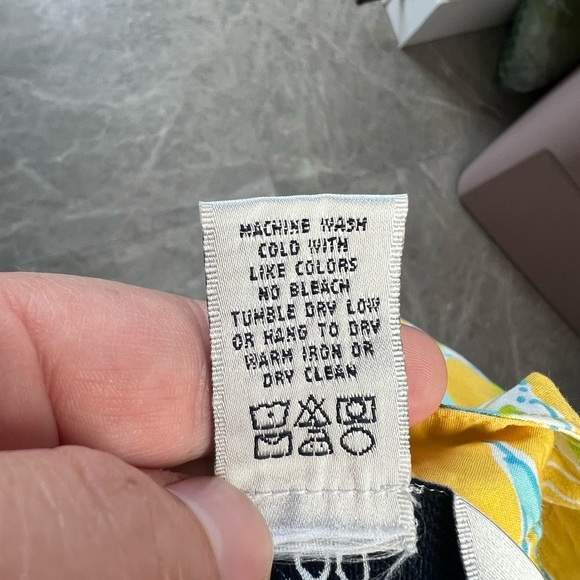 MACHINE WASH
COLD WITH
LIKE COLORS
NO BLEACH
TUMBLE DRY LOW
OR HANG TO DRY
WARM IRON OR
DRY CLEAN